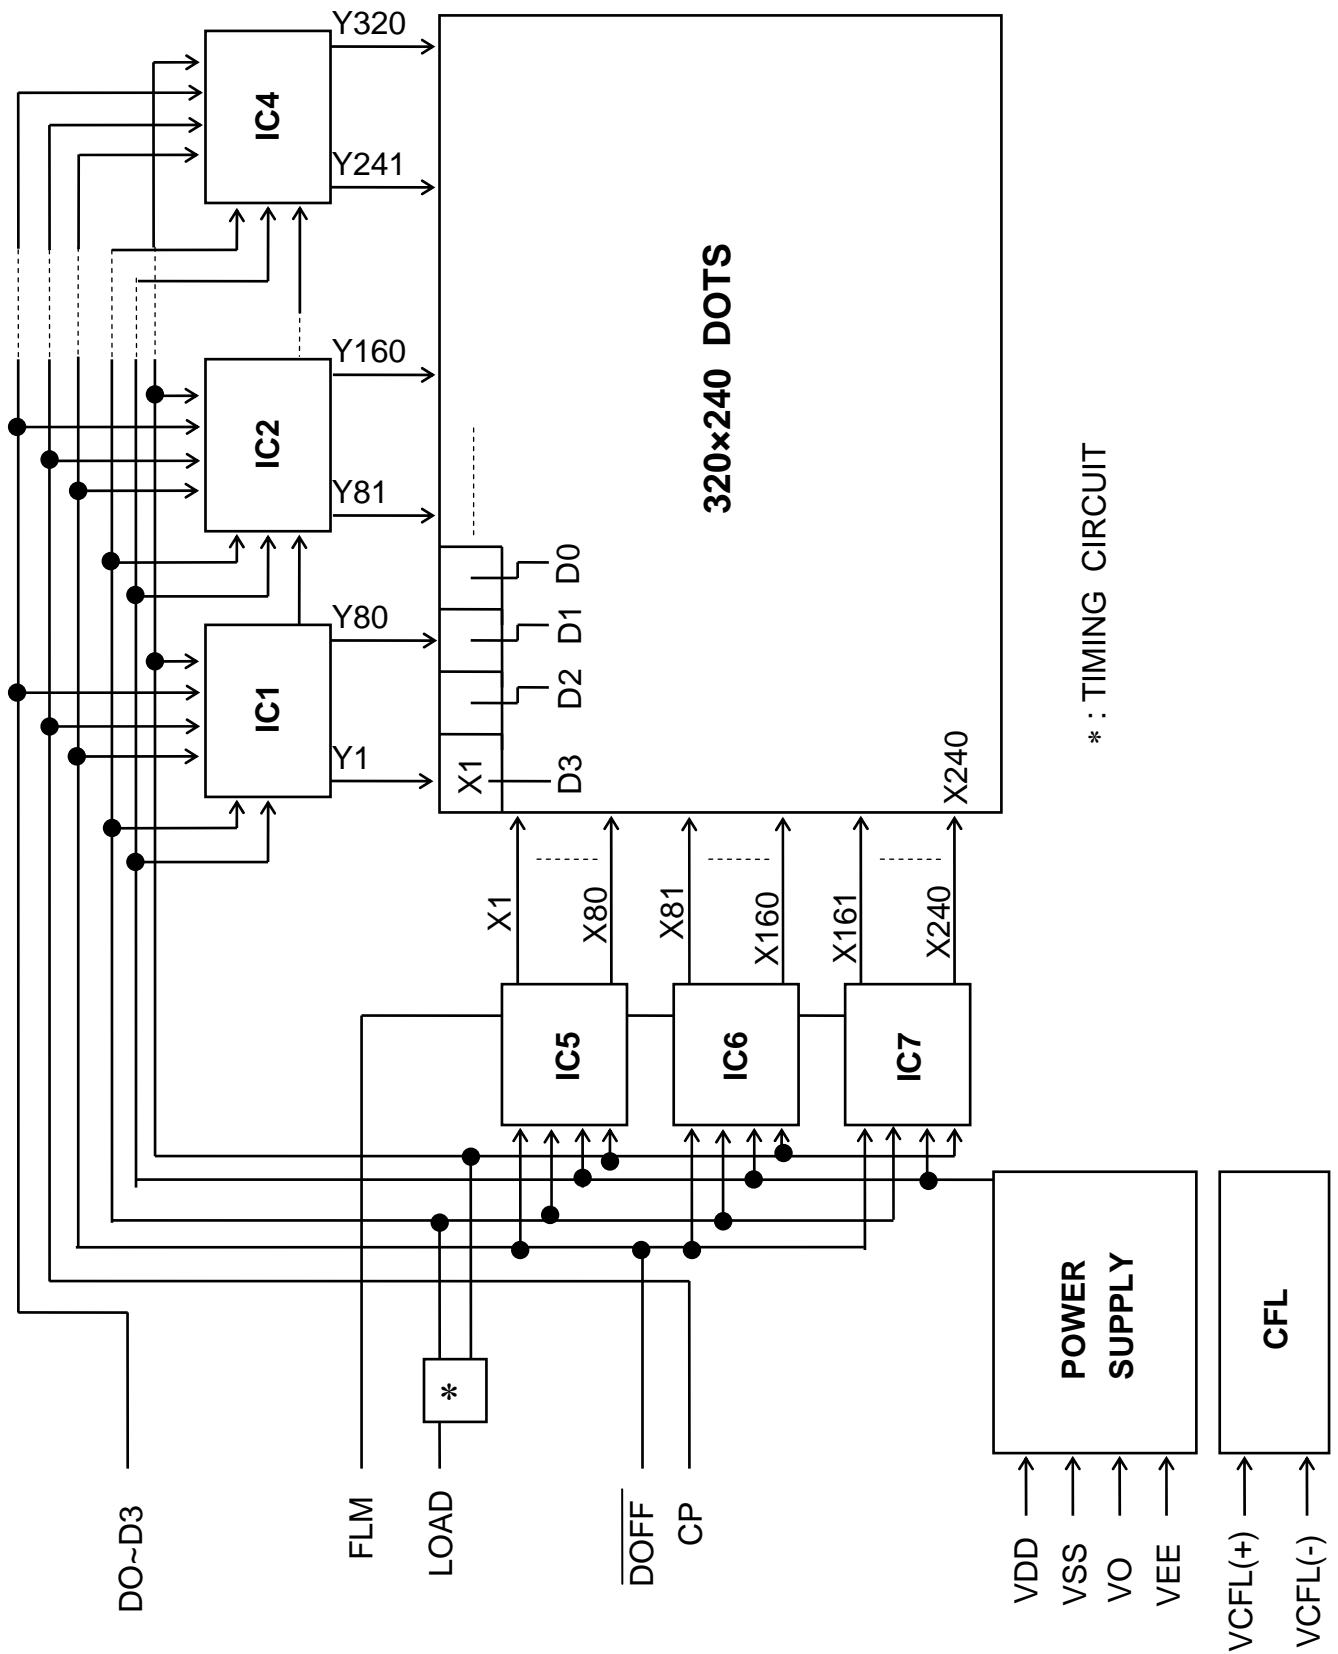 Y320
IC4
Y241
Y160
IC2
Y81
Y80
IC1
Y1
320×240 DOTS
D0
D1
D2
D3
X1
X240
* : TIMING CIRCUIT
X1
X80
X81
X160
X161
X240
IC5
IC6
IC7
POWER
SUPPLY
CFL
*
DO~D3
FLM
LOAD
DOFF
CP
VDD
VSS
VO
VEE
VCFL(+)
VCFL(-)